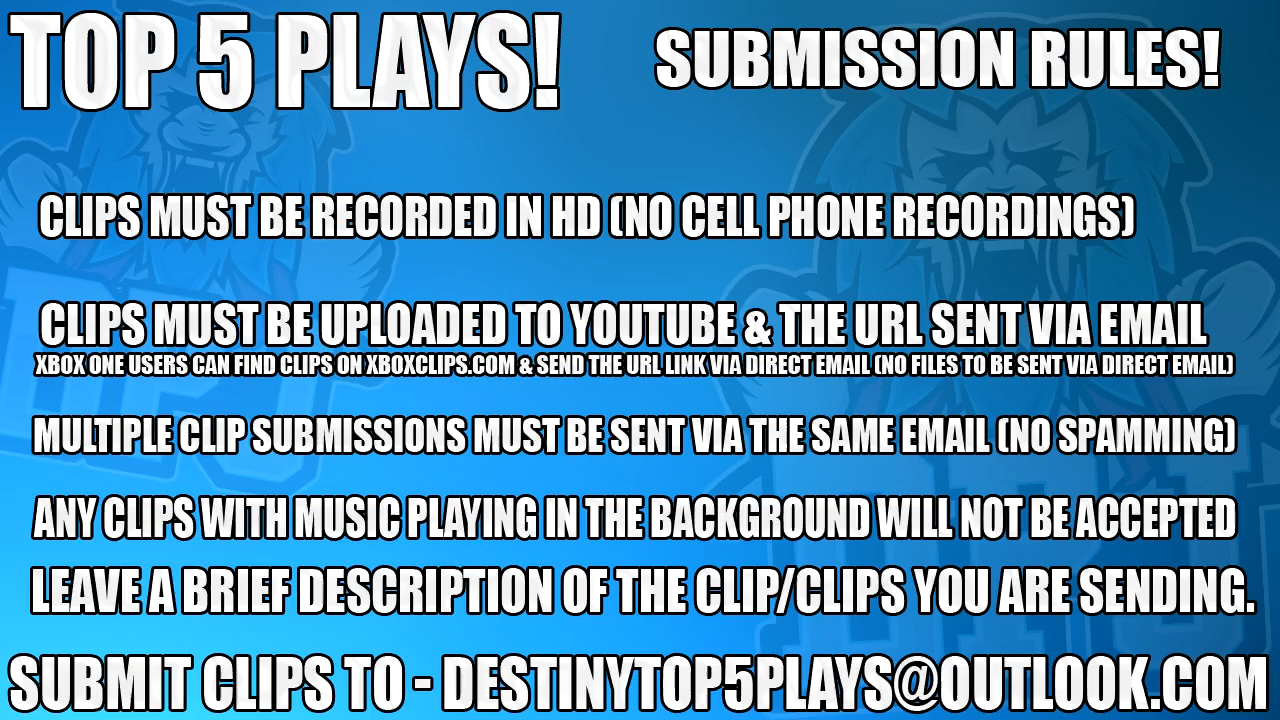 TOP 5 PLAYS!
SUBMISSION RULES!
CLIPS MUST BE RECORDED IN HD (NO CELL PHONE RECORDINGS)
CLIPS MUST BE UPLOADED TO YOUTUBE & THE URL SENT VIA EMAIL
XBOX ONE USERS CAN FIND CLIPS ON XBOXCLIPS.COM & SEND THE URL LINK VIA DIRECT EMAIL (NO FILES TO BE SENT VIA DIRECT EMAIL)
MULTIPLE CLIP SUBMISSIONS MUST BE SENT VIA THE SAME EMAIL (NO SPAMMING)
ANY CLIPS WITH MUSIC PLAYING IN THE BACKGROUND WILL NOT BE ACCEPTED
LEAVE A BRIEF DESCRIPTION OF THE CLIP/CLIPS YOU ARE SENDING.
SUBMIT CLIPS TO - DESTINYTOP5PLAYS@OUTLOOK.COM